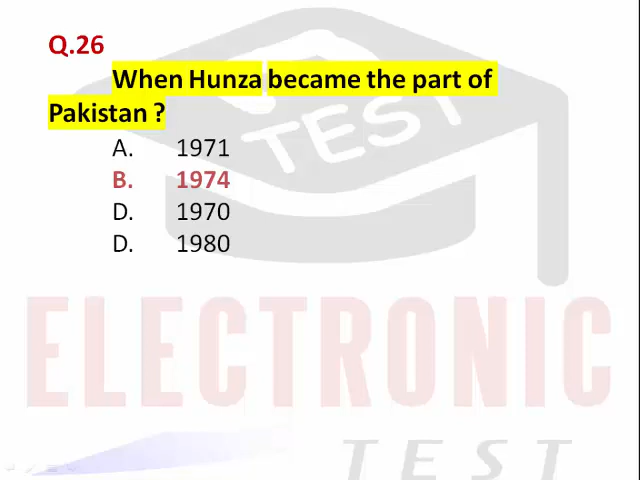 Q.26
When Hunza became the part of
Pakistan ?
A. 1971
B. 1974
D. 1970
D. 1980
TEST
ELECTRONIC
TEST